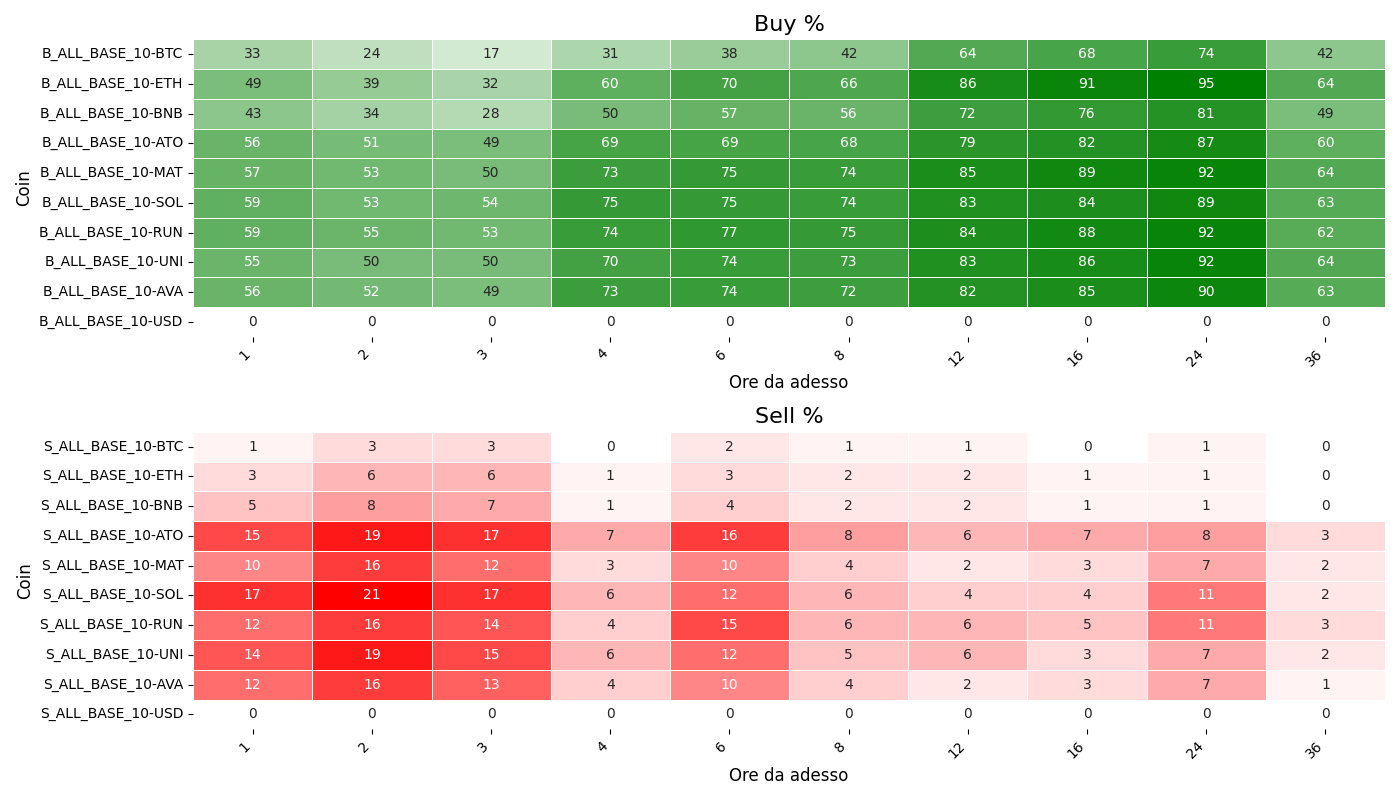 Buy %
Coin
B_ALL_BASE_10-BTC 33 24 17 31 38 42 64 68 74 42
B_ALL_BASE_10-ETH 49 39 32 60 70 66 86 91 95 64
B_ALL_BASE_10-BNB 43 34 28 50 57 56 72 76 81 49
B_ALL_BASE_10-ATO 56 51 49 69 69 68 79 82 87 60
B_ALL_BASE_10-MAT 57 53 50 73 75 74 85 89 92 64
B_ALL_BASE_10-SOL 59 53 54 75 75 74 83 84 89 63
B_ALL_BASE_10-RUN 59 55 53 74 77 75 84 88 92 62
B_ALL_BASE_10-UNI 55 50 50 70 74 73 83 86 92 64
B_ALL_BASE_10-AVA 56 52 49 73 74 72 82 85 90 63
B_ALL_BASE_10-USD 0 0 0 0 0 0 0 0 0 0
1 2 3 4 6 8 12 16 24 36
Ore da adesso
Sell %
Coin
S_ALL_BASE_10-BTC 1 3 3 0 2 1 1 0 1 0
S_ALL_BASE_10-ETH 3 6 6 1 3 2 2 1 1 0
S_ALL_BASE_10-BNB 5 8 7 1 4 2 2 1 1 0
S_ALL_BASE_10-ATO 15 19 17 7 16 8 6 7 8 3
S_ALL_BASE_10-MAT 10 16 12 3 10 4 2 3 7 2
S_ALL_BASE_10-SOL 17 21 17 6 12 6 4 4 11 2
S_ALL_BASE_10-RUN 12 16 14 4 15 6 6 5 11 3
S_ALL_BASE_10-UNI 14 19 15 6 12 5 6 3 7 2
S_ALL_BASE_10-AVA 12 16 13 4 10 4 2 3 7 1
S_ALL_BASE_10-USD 0 0 0 0 0 0 0 0 0 0
1 2 3 4 6 8 12 16 24 36
Ore da adesso